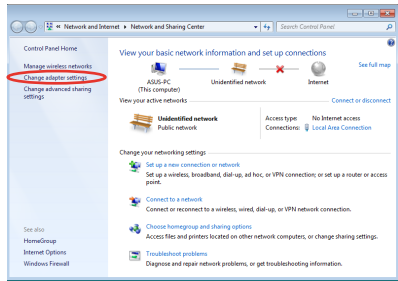 « Network and Internet ▸ Network and Sharing Center
Search Control Panel
Control Panel Home
Manage wireless networks
Change adapter settings
Change advanced sharing
settings
See also
HomeGroup
Internet Options
Windows Firewall
View your basic network information and set up connections
See full map
ASUS-PC
(This computer)
Unidentified network
Internet
View your active networks
Connect or disconnect
Unidentified network
Public network
Access type: No Internet access
Connections: Local Area Connection
Change your networking settings
Set up a new connection or network
Set up a wireless, broadband, dial-up, ad hoc, or VPN connection; or set up a router or access
point.
Connect to a network
Connect or reconnect to a wireless, wired, dial-up, or VPN network connection.
Choose homegroup and sharing options
Access files and printers located on other network computers, or change sharing settings.
Troubleshoot problems
Diagnose and repair network problems, or get troubleshooting information.